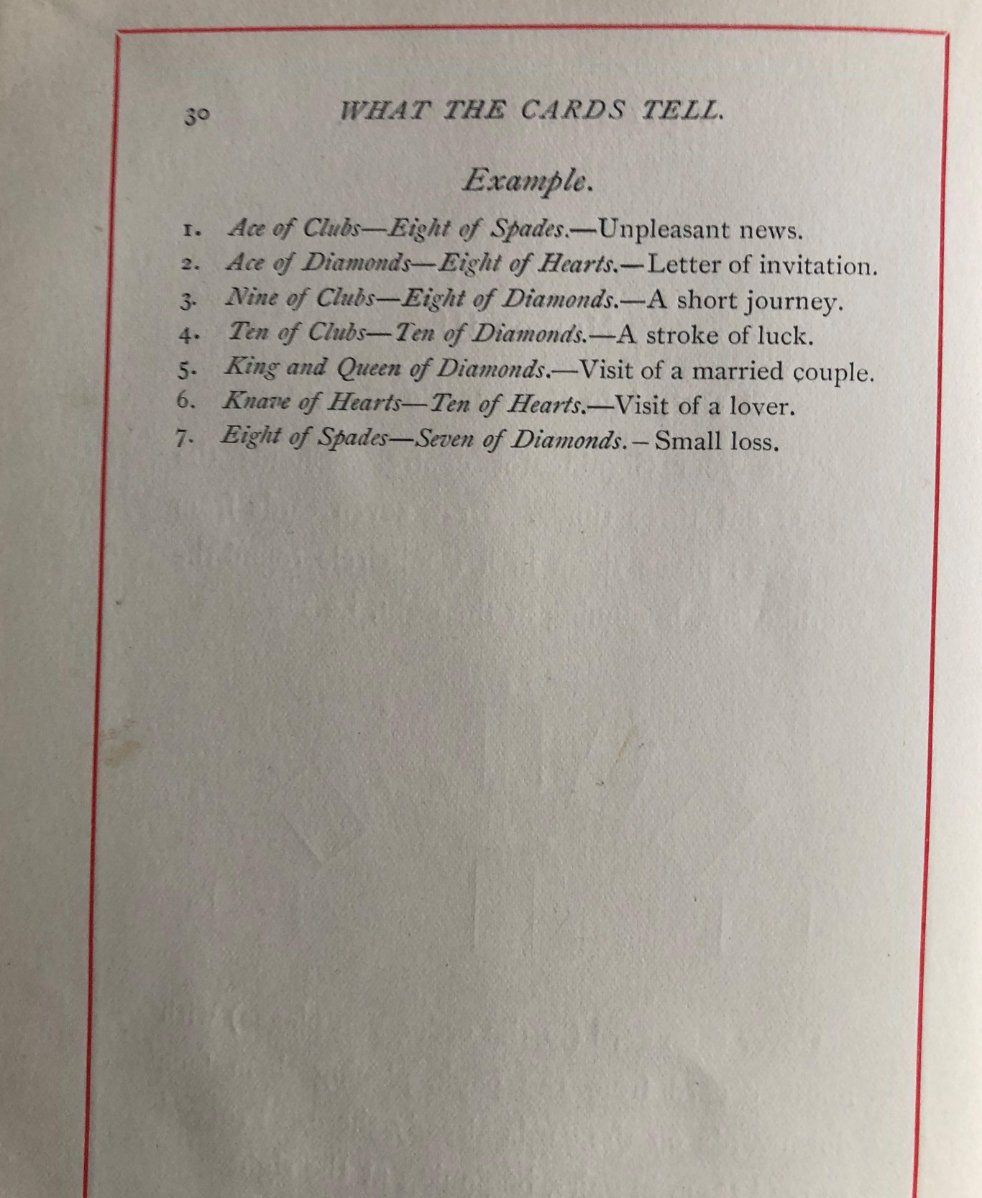 30 WHAT THE CARDS TELL.
Example.
1. Ace of Clubs—Eight of Spades.—Unpleasant news.
2. Ace of Diamonds—Eight of Hearts.—Letter of invitation.
3. Nine of Clubs—Eight of Diamonds.—A short journey.
4. Ten of Clubs—Ten of Diamonds.—A stroke of luck.
5. King and Queen of Diamonds.—Visit of a married couple.
6. Knave of Hearts—Ten of Hearts.—Visit of a lover.
7. Eight of Spades—Seven of Diamonds.—Small loss.